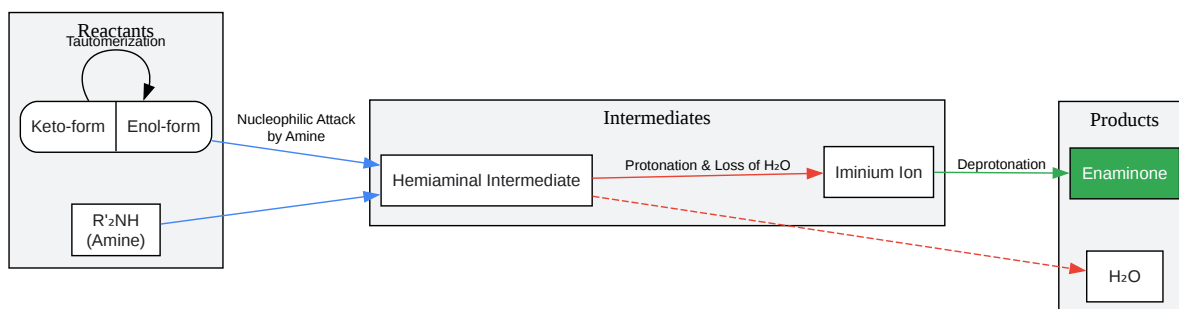 Reactants
Tautomerization
Keto-form
Enol-form
R'₂NH
(Amine)
Nucleophilic Attack
by Amine
Intermediates
Hemiaminal Intermediate
Protonation & Loss of H₂O
Iminium Ion
Deprotonation
Products
Enaminone
H₂O